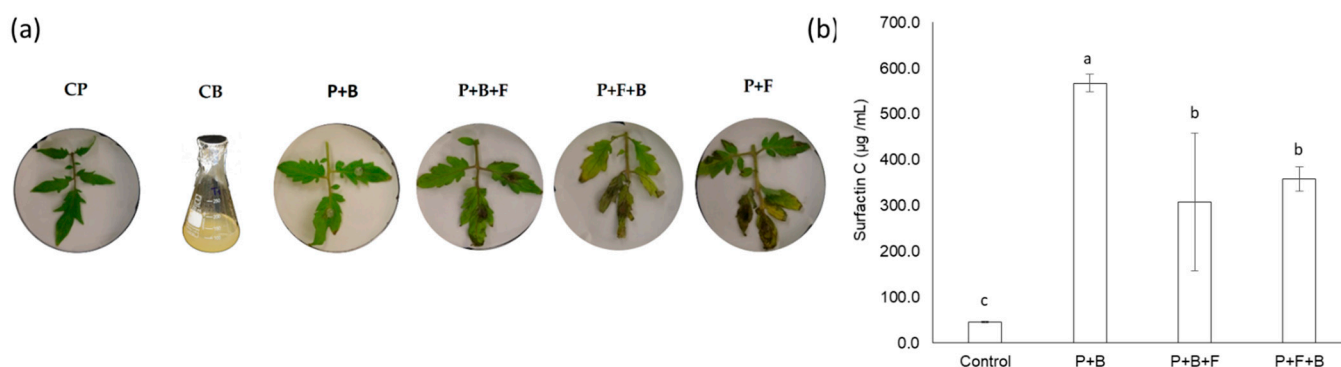 (a)
CP
CB
P+B
P+B+F
P+F+B
P+F
(b)
Surfactin C (µg /mL)
700.0
600.0
500.0
400.0
300.0
200.0
100.0
0.0
c
a
b
b
Control
P+B
P+B+F
P+F+B